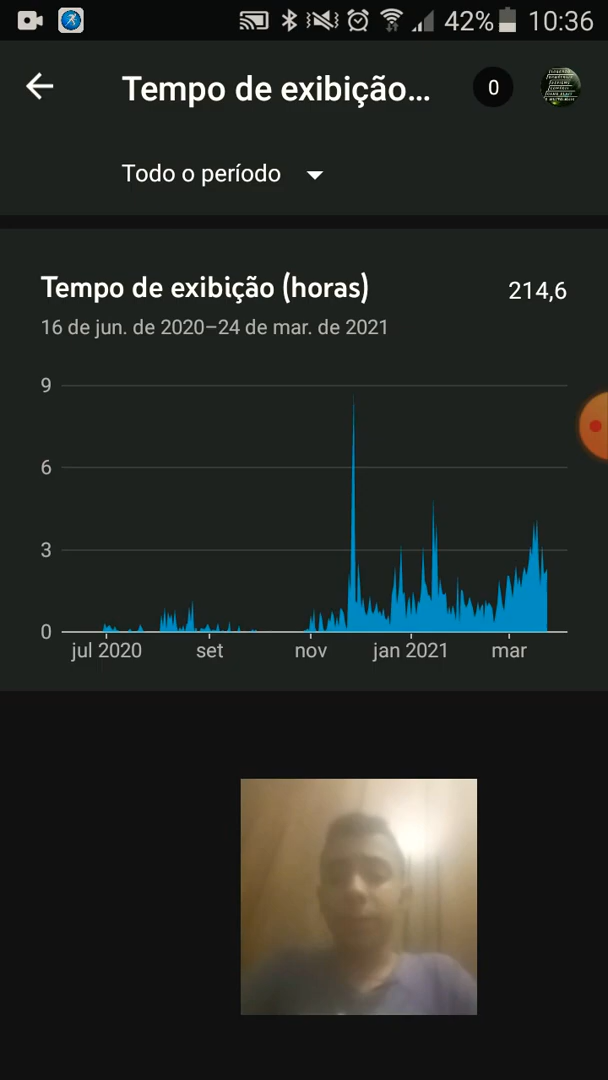 42% 10:36
Tempo de exibição... 0
Todo o período
Tempo de exibição (horas) 214,6
16 de jun. de 2020–24 de mar. de 2021
9
6
3
0
jul 2020 set nov jan 2021 mar